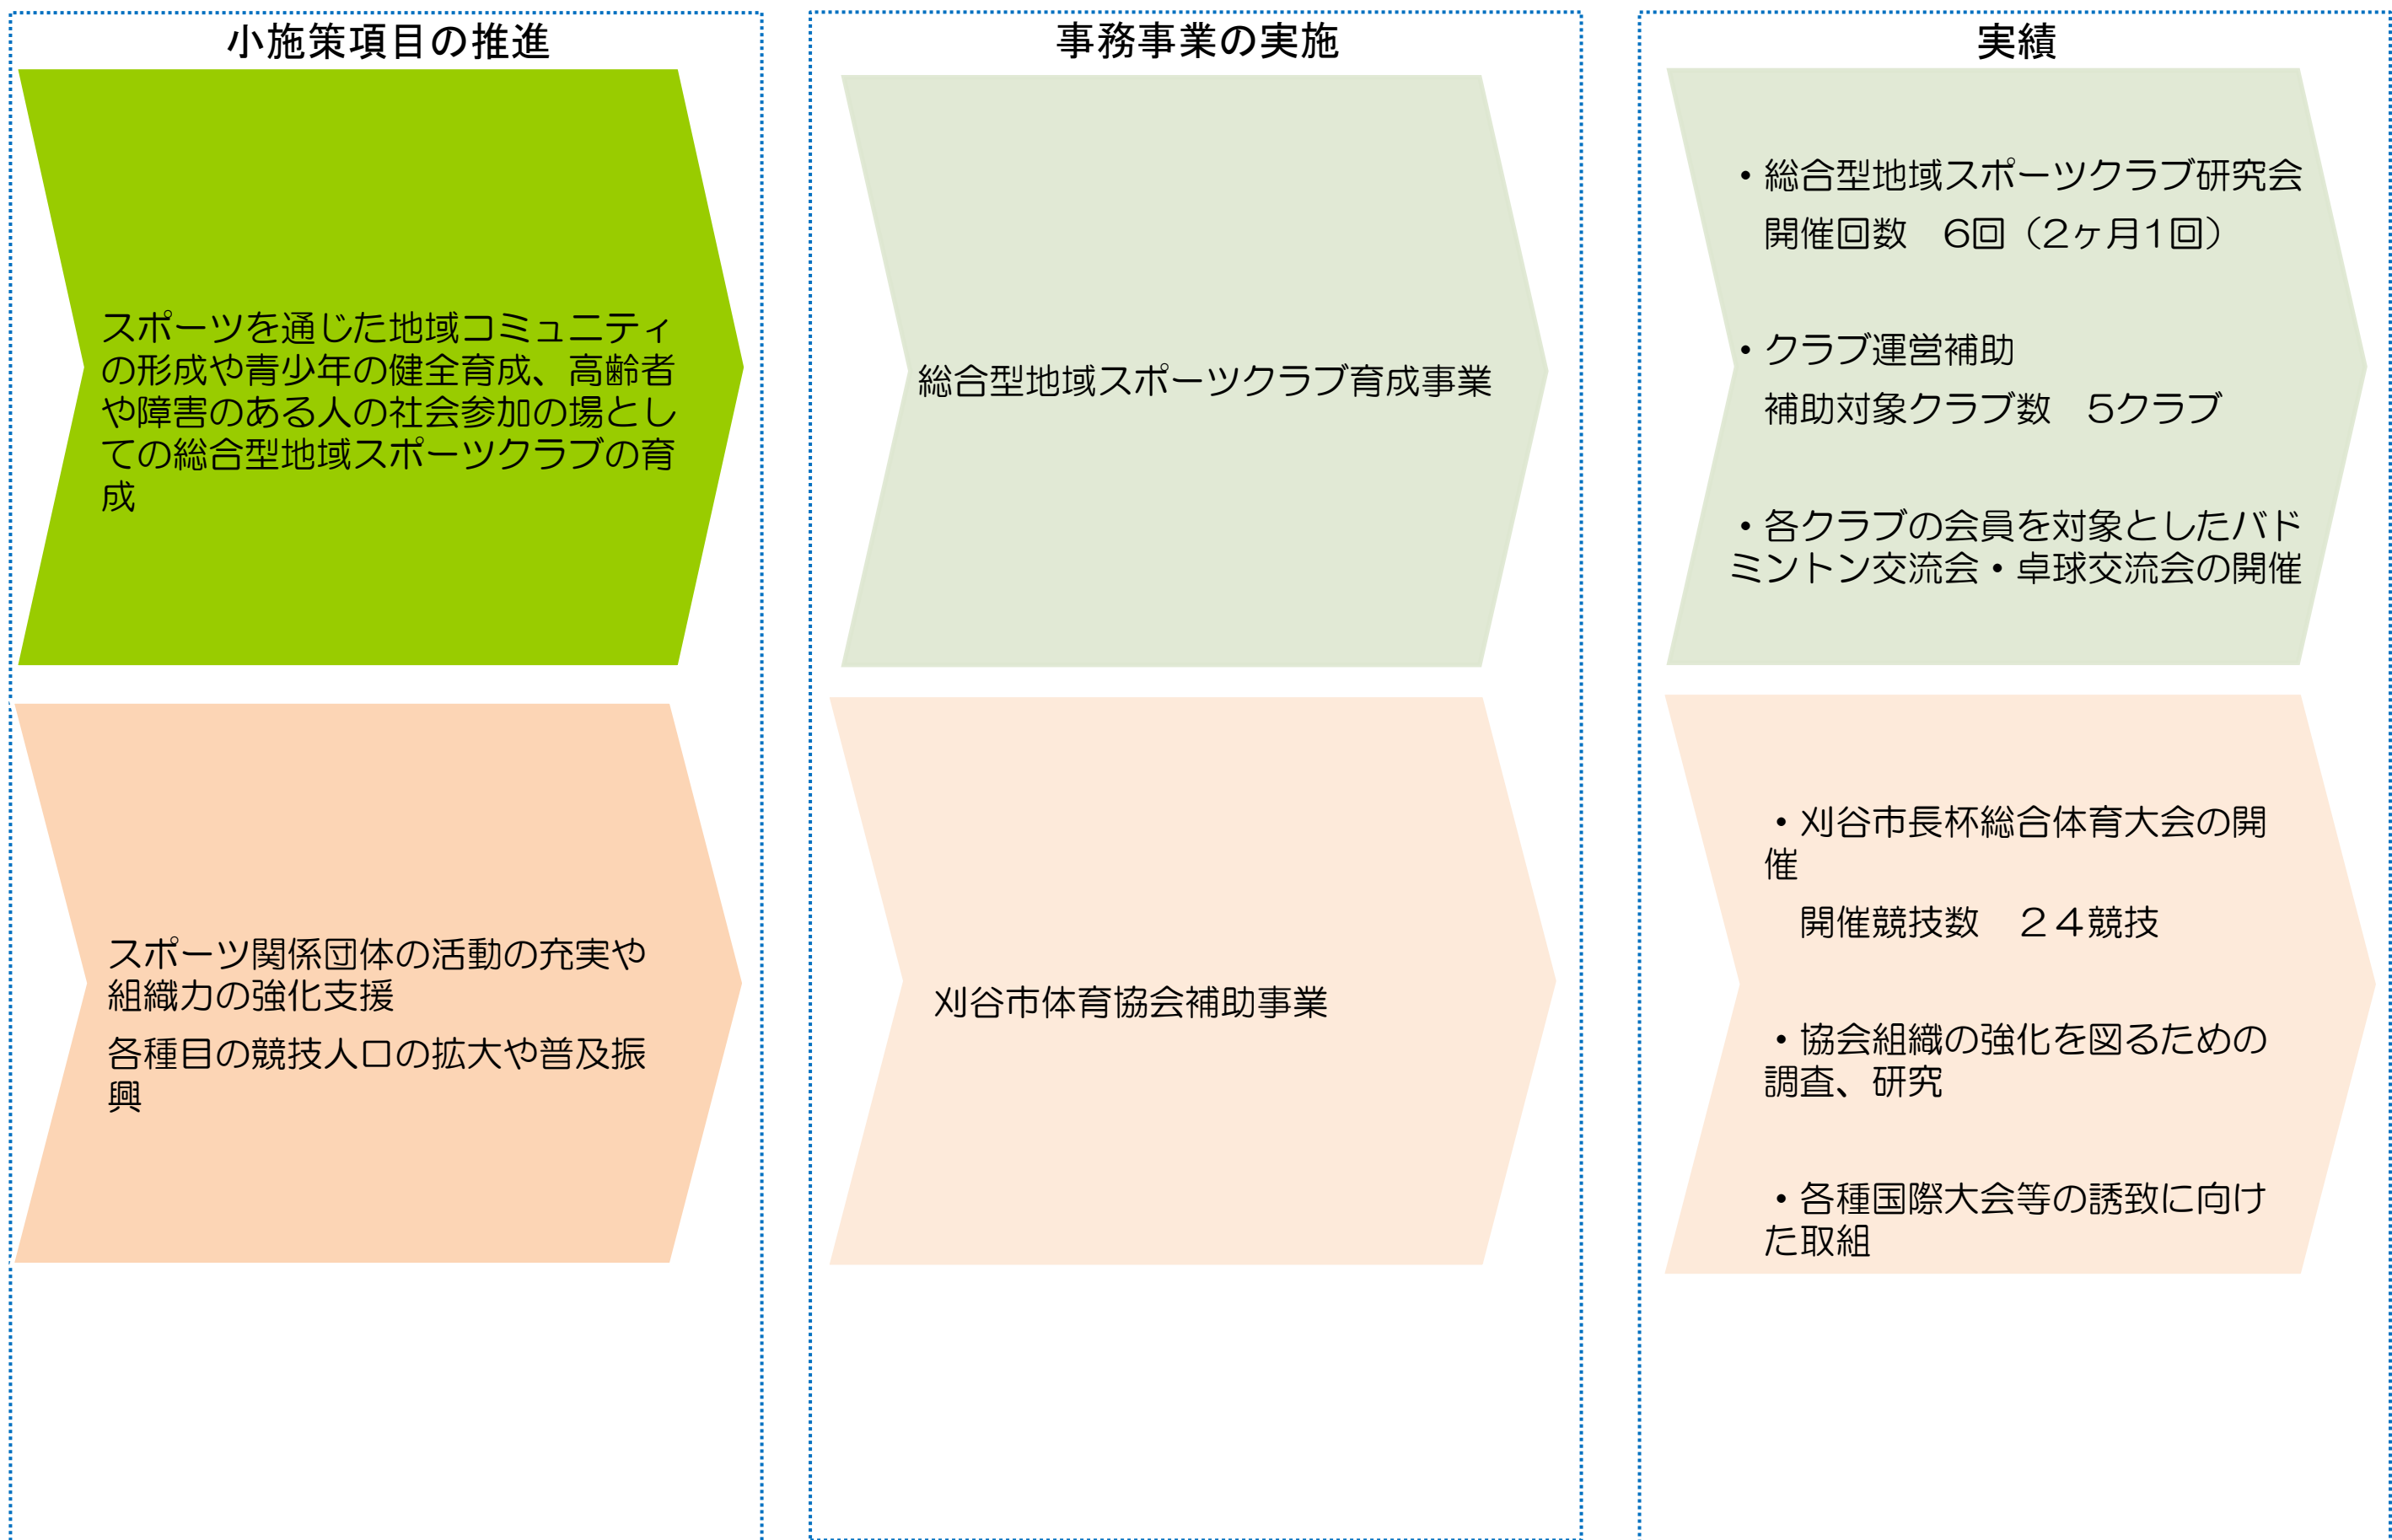 小施策項目の推進
スポーツを通じた地域コミュニティ
の形成や青少年の健全育成、高齢者
や障害のある人の社会参加の場とし
ての総合型地域スポーツクラブの育
成
スポーツ関係団体の活動の充実や
組織力の強化支援
各種目の競技人口の拡大や普及振
興
事務事業の実施
総合型地域スポーツクラブ育成事業
刈谷市体育協会補助事業
実績
・総合型地域スポーツクラブ研究会
開催回数　6回（2ヶ月1回）
・クラブ運営補助
補助対象クラブ数　5クラブ
・各クラブの会員を対象としたバド
ミントン交流会・卓球交流会の開催
・刈谷市長杯総合体育大会の開
催
開催競技数　２４競技
・協会組織の強化を図るための
調査、研究
・各種国際大会等の誘致に向け
た取組